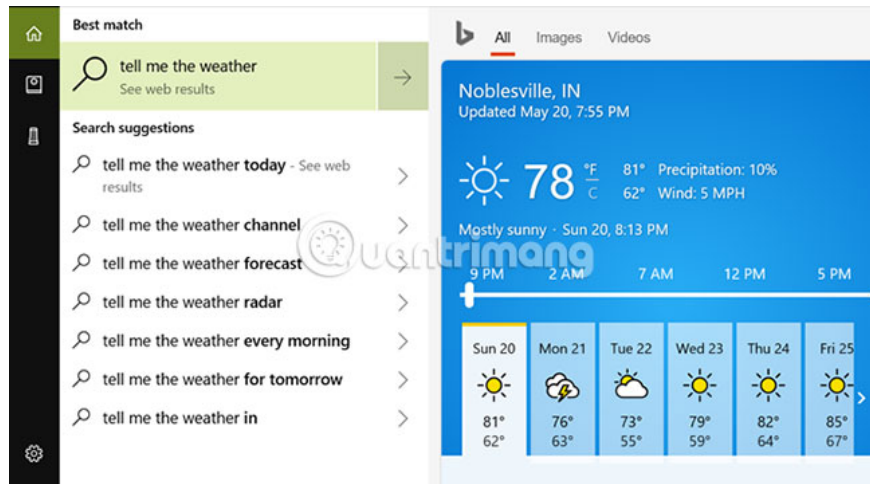 Best match
tell me the weather
See web results
Search suggestions
tell me the weather today - See web
results
tell me the weather channel
tell me the weather forecast
tell me the weather radar
tell me the weather every morning
tell me the weather for tomorrow
tell me the weather in
All Images Videos
Noblesville, IN
Updated May 20, 7:55 PM
78 °F C 81° 62° Precipitation: 10%
Wind: 5 MPH
Mostly sunny · Sun 20, 8:13 PM
Quantrimang
9 PM 2 AM 7 AM 12 PM 5 PM
Sun 20 Mon 21 Tue 22 Wed 23 Thu 24 Fri 25
81° 76° 73° 79° 82° 85°
62° 63° 55° 59° 64° 67°